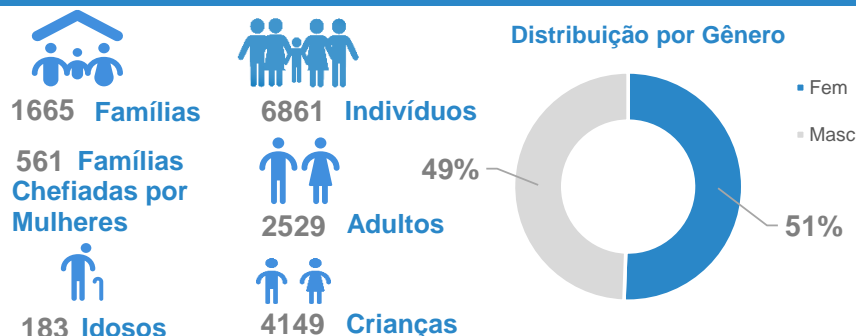 Distribuição por Gênero
1665 Famílias
6861 Indivíduos
Fem
Masc
561 Famílias
Chefiadas por
Mulheres
49%
2529 Adultos
51%
183 Idosos
4149 Crianças